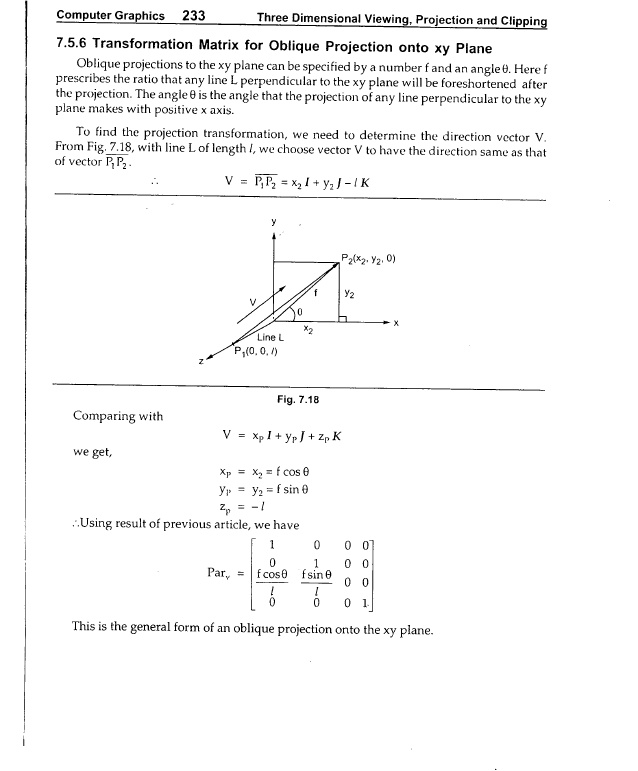 Computer Graphics 233 Three Dimensional Viewing, Projection and Clipping
7.5.6 Transformation Matrix for Oblique Projection onto xy Plane
Oblique projections to the xy plane can be specified by a number f and an angle θ. Here f
prescribes the ratio that any line L perpendicular to the xy plane will be foreshortened after
the projection. The angle θ is the angle that the projection of any line perpendicular to the xy
plane makes with positive x axis.
To find the projection transformation, we need to determine the direction vector V.
From Fig. 7.18, with line L of length l, we choose vector V to have the direction same as that
of vector P₁P₂.
∴ V = P₁P₂ = x₂ I + y₂ J – l K
y
P₂(x₂, y₂, 0)
V
f
y₂
θ
x
x₂
Line L
P₁(0, 0, l)
z
Fig. 7.18
Comparing with
V = xₚ I + yₚ J + zₚ K
we get,
xₚ = x₂ = f cos θ
yₚ = y₂ = f sin θ
zₚ = – l
∴Using result of previous article, we have
1 0 0 0
0 1 0 0
Parᵥ = f cosθ f sin θ 0 0
l l
0 0 0 1
This is the general form of an oblique projection onto the xy plane.